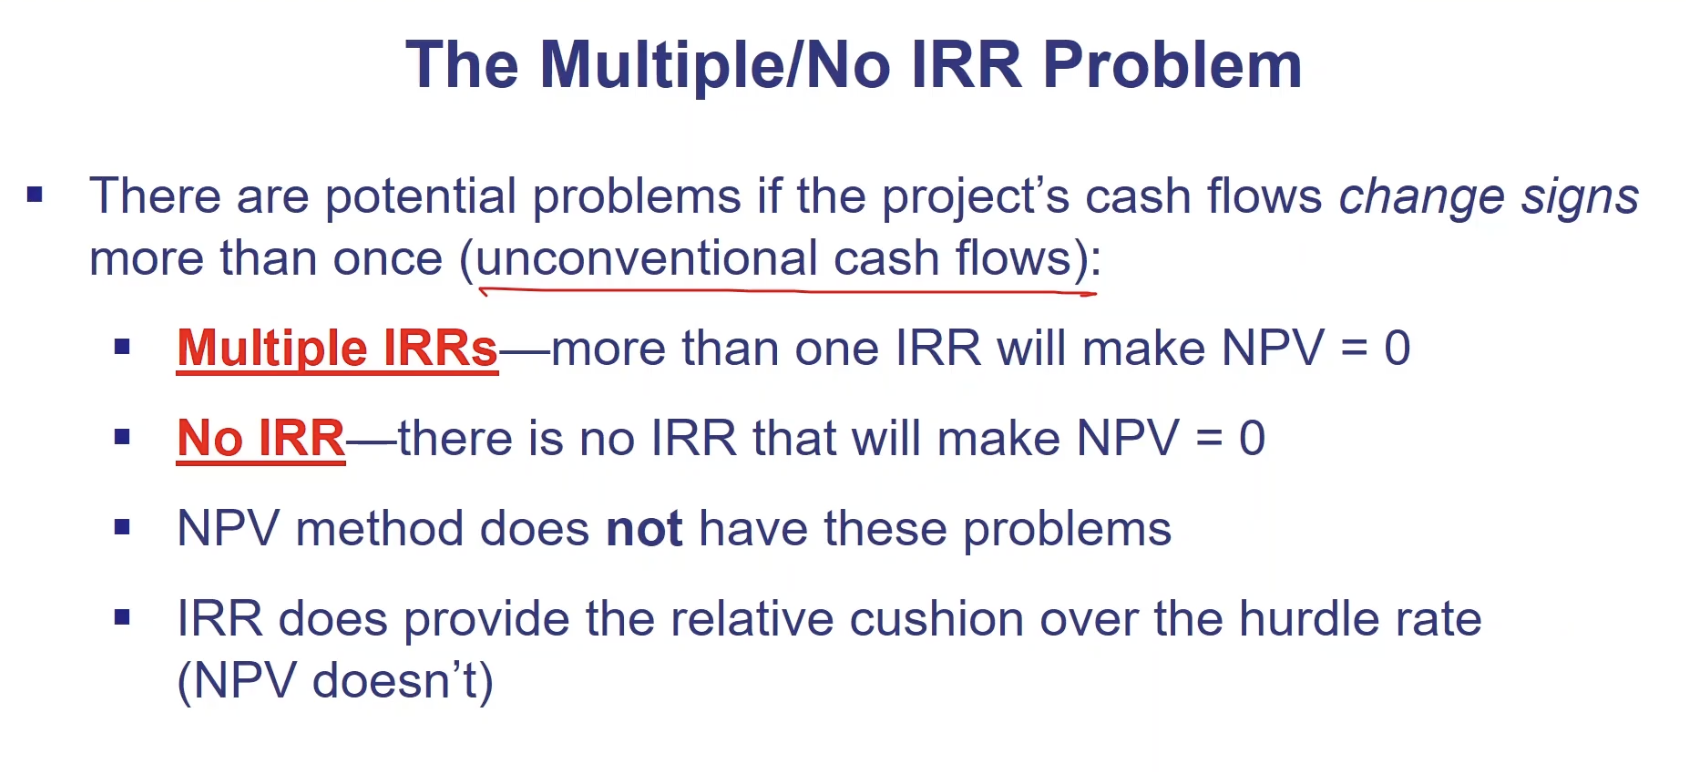 The Multiple/No IRR Problem
▪ There are potential problems if the project’s cash flows change signs
more than once (unconventional cash flows):
▪ Multiple IRRs—more than one IRR will make NPV = 0
▪ No IRR—there is no IRR that will make NPV = 0
▪ NPV method does not have these problems
▪ IRR does provide the relative cushion over the hurdle rate
(NPV doesn’t)